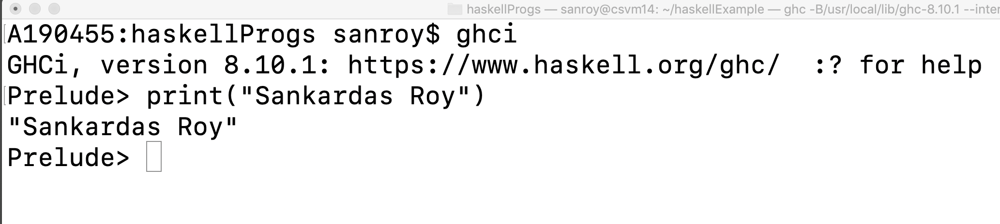 haskellProgs — sanroy@csvm14: ~/haskellExample — ghc -B/usr/local/lib/ghc-8.10.1 --inter
A190455:haskellProgs sanroy$ ghci
GHCi, version 8.10.1: https://www.haskell.org/ghc/  :? for help
Prelude> print("Sankardas Roy")
"Sankardas Roy"
Prelude>